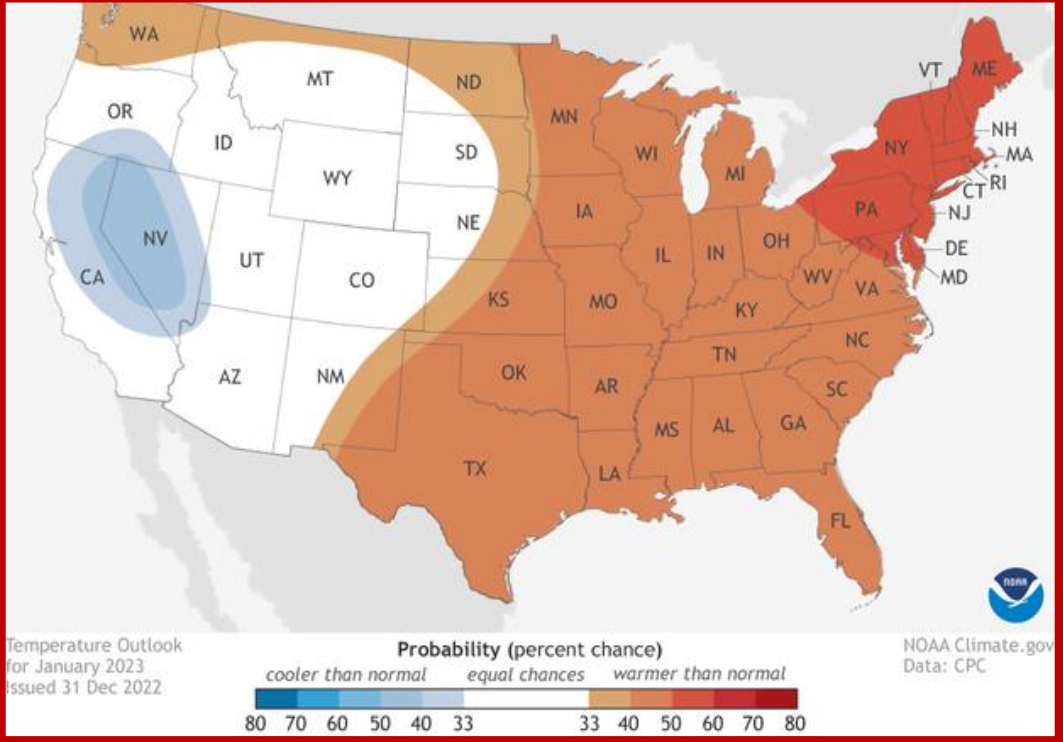 WA
MT
ND
MN
VT
ME
OR
ID
SD
WI
MI
NY
NH
MA
WY
NE
IA
PA
CT
RI
NJ
NV
UT
CO
IL
IN
OH
DE
MD
CA
KS
MO
WV
VA
KY
AZ
NM
OK
AR
TN
NC
SC
TX
LA
MS
AL
GA
FL
NOAA
Temperature Outlook
for January 2023
Issued 31 Dec 2022
Probability (percent chance)
cooler than normal equal chances warmer than normal
80 70 60 50 40 33 33 40 50 60 70 80
NOAA Climate.gov
Data: CPC